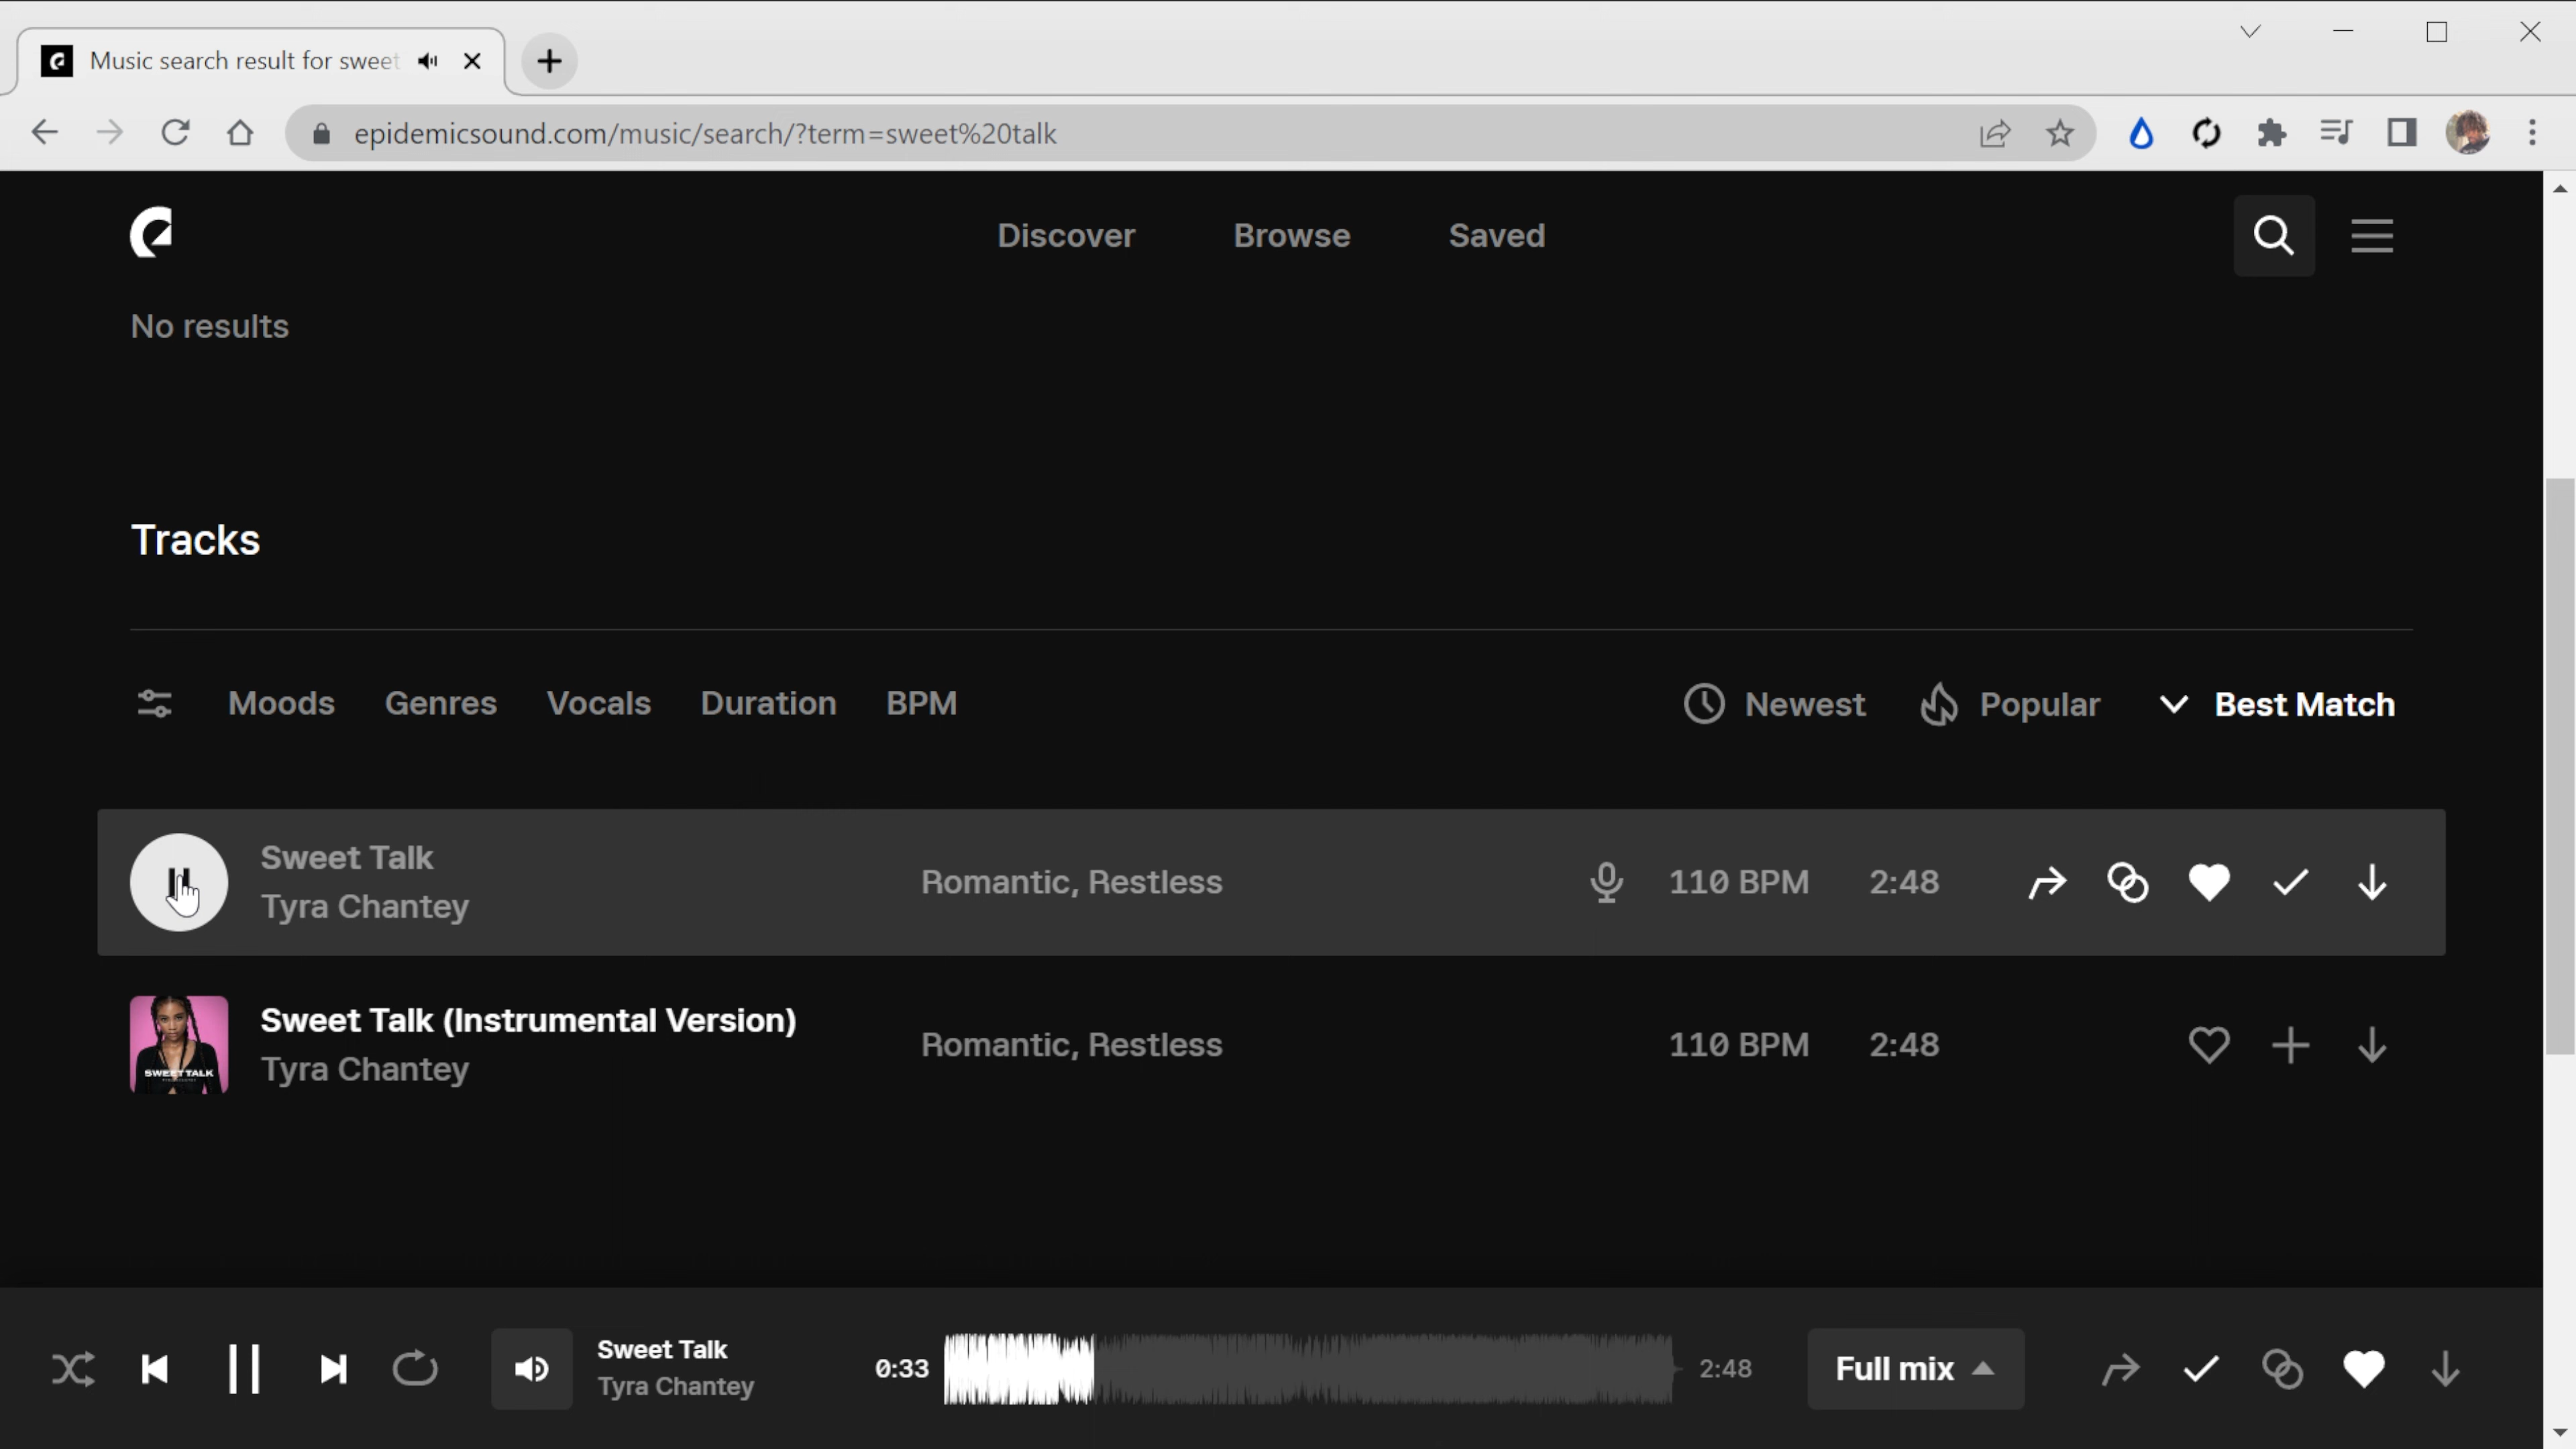 Music search result for sweet
epidemicsound.com/music/search/?term=sweet%20talk
Discover Browse Saved
No results
Tracks
Moods Genres Vocals Duration BPM Newest Popular Best Match
Sweet Talk
Tyra Chantey
Romantic, Restless 110 BPM 2:48
SWEET TALK
Sweet Talk (Instrumental Version)
Tyra Chantey
Romantic, Restless 110 BPM 2:48
Sweet Talk
Tyra Chantey
0:33 2:48 Full mix